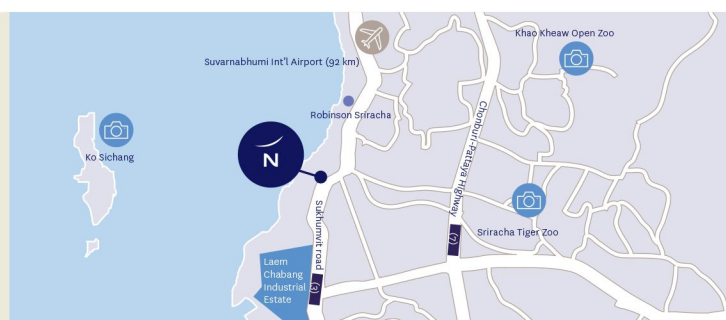 Khao Kheaw Open Zoo
Suvarnabhumi Int'l Airport (92 km)
Robinson Sriracha
Ko Sichang
N
Chonburi-Pattaya Highway
(7)
Sriracha Tiger Zoo
Sukhumvit road
(3)
Laem
Chabang
Industrial
Estate